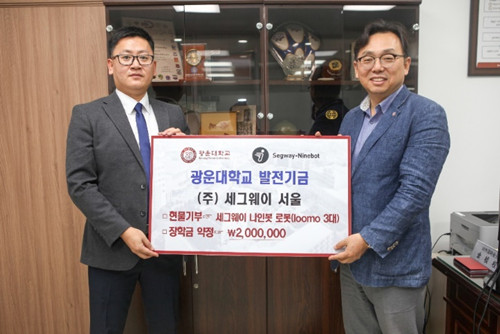 광운대학교 Segway-Ninebot
광운대학교 발전기금
(주) 세그웨이 서울
□ 현물기부 세그웨이 나인봇 로봇(loomo 3대)
□ 장학금 약정 ₩2,000,000